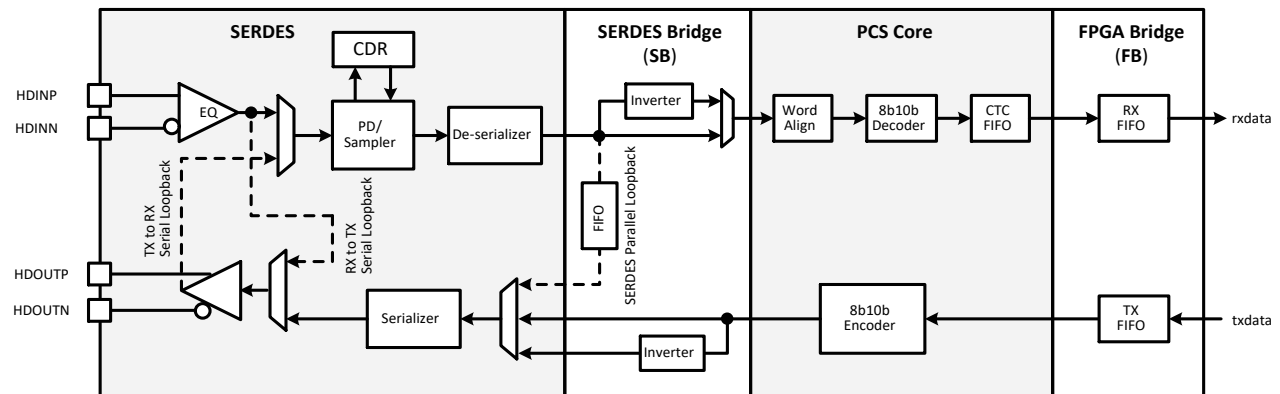 SERDES
SERDES Bridge
(SB)
PCS Core
FPGA Bridge
(FB)
CDR
HDINP
HDINN
EQ
PD/
Sampler
De-serializer
Inverter
Word
Align
8b10b
Decoder
CTC
FIFO
RX
FIFO
rxdata
TX to RX
Serial Loopback
RX to TX
Serial Loopback
FIFO
SERDES Parallel Loopback
HDOUTP
HDOUTN
Serializer
Inverter
8b10b
Encoder
TX
FIFO
txdata